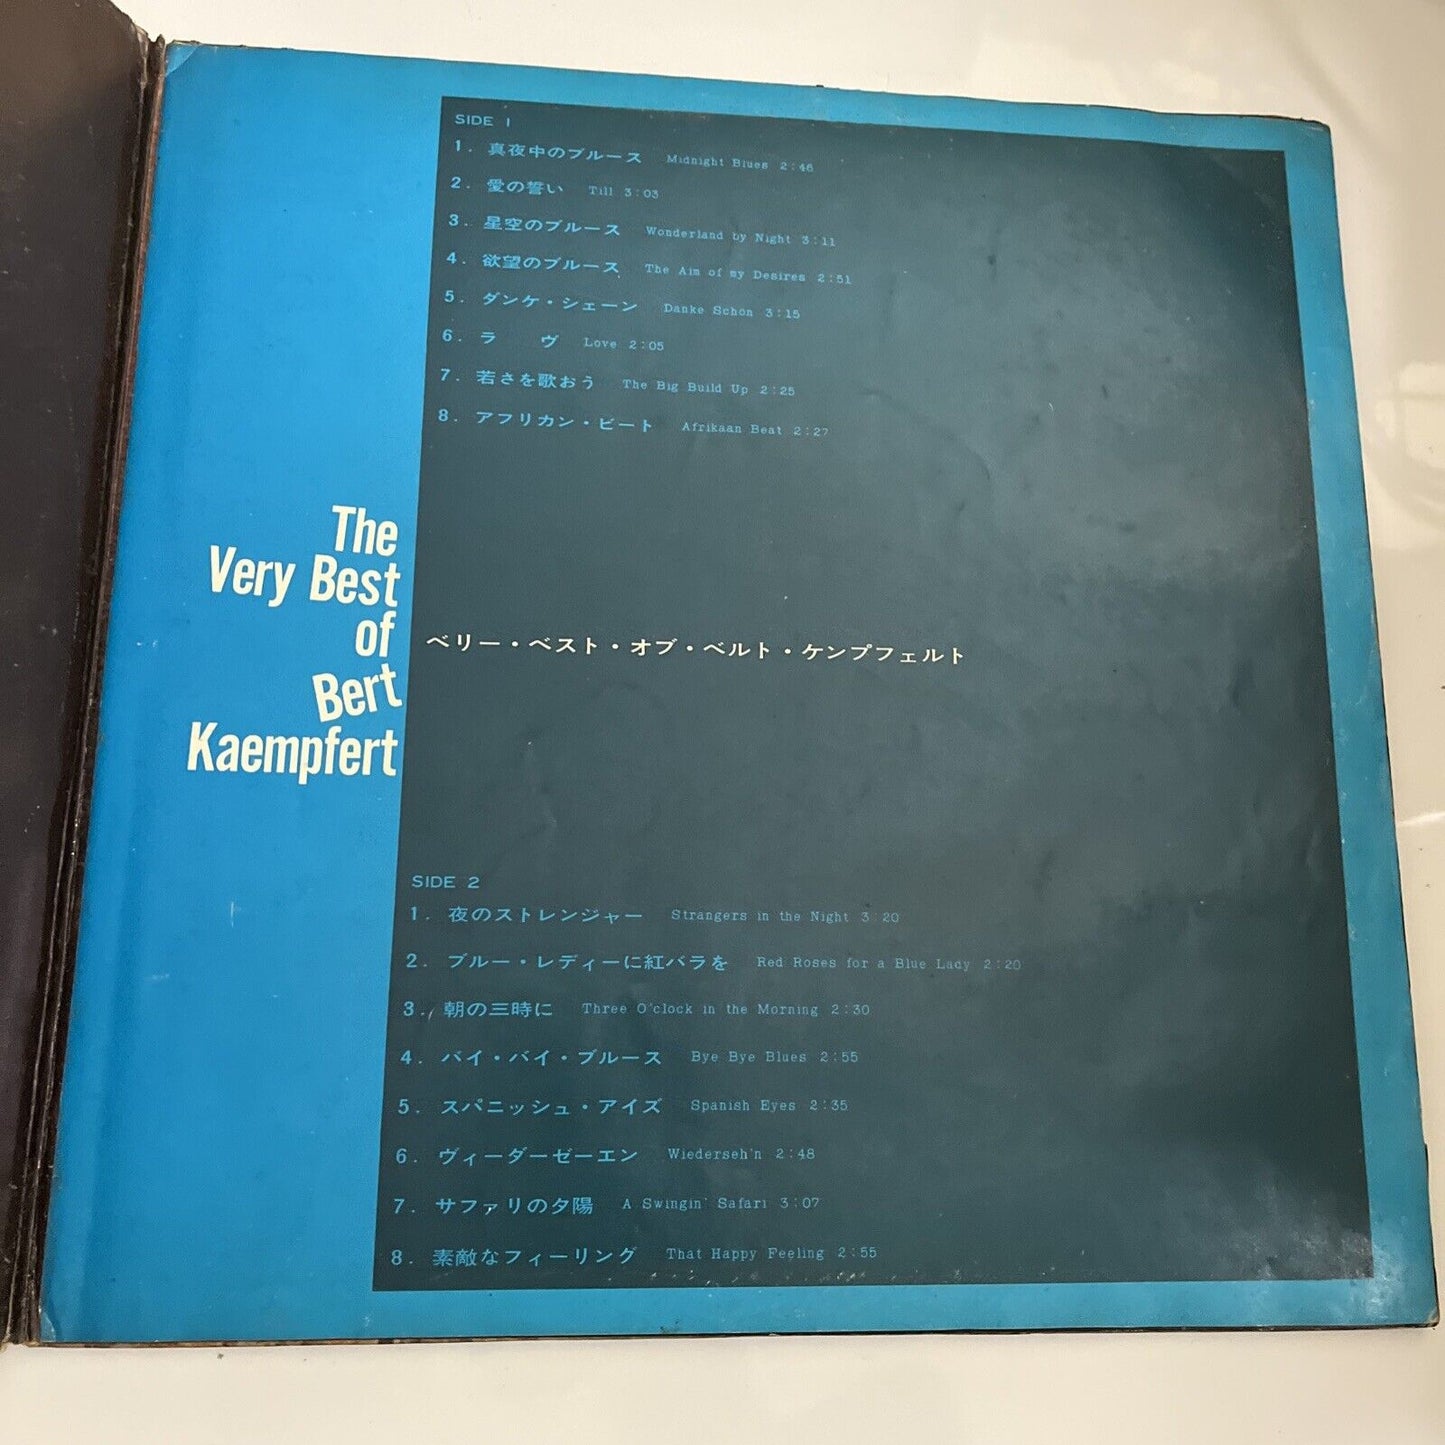 The
Very Best
of
Bert
Kaempfert
SIDE 1
1. 真夜中のブルース Midnight Blues 2:46
2. 愛の誓い Till 3:03
3. 星空のブルース Wonderland by Night 3:11
4. 欲望のブルース The Aim of my Desires 2:51
5. ダンケ・シェーン Danke Schon 3:15
6. ラ ヴ Love 2:05
7. 若さを歌おう The Big Build Up 2:25
8. アフリカン・ビート Afrikaan Beat 2:27
ベリー・ベスト・オブ・ベルト・ケンプフェルト
SIDE 2
1. 夜のストレンジャー Strangers in the Night 3:20
2. ブルー・レディーに紅バラを Red Roses for a Blue Lady 2:20
3. 朝の三時に Three O'clock in the Morning 2:30
4. バイ・バイ・ブルース Bye Bye Blues 2:55
5. スパニッシュ・アイズ Spanish Eyes 2:35
6. ヴィーダーゼーエン Wiederseh'n 2:48
7. サファリの夕陽 A Swingin' Safari 3:07
8. 素敵なフィーリング That Happy Feeling 2:55